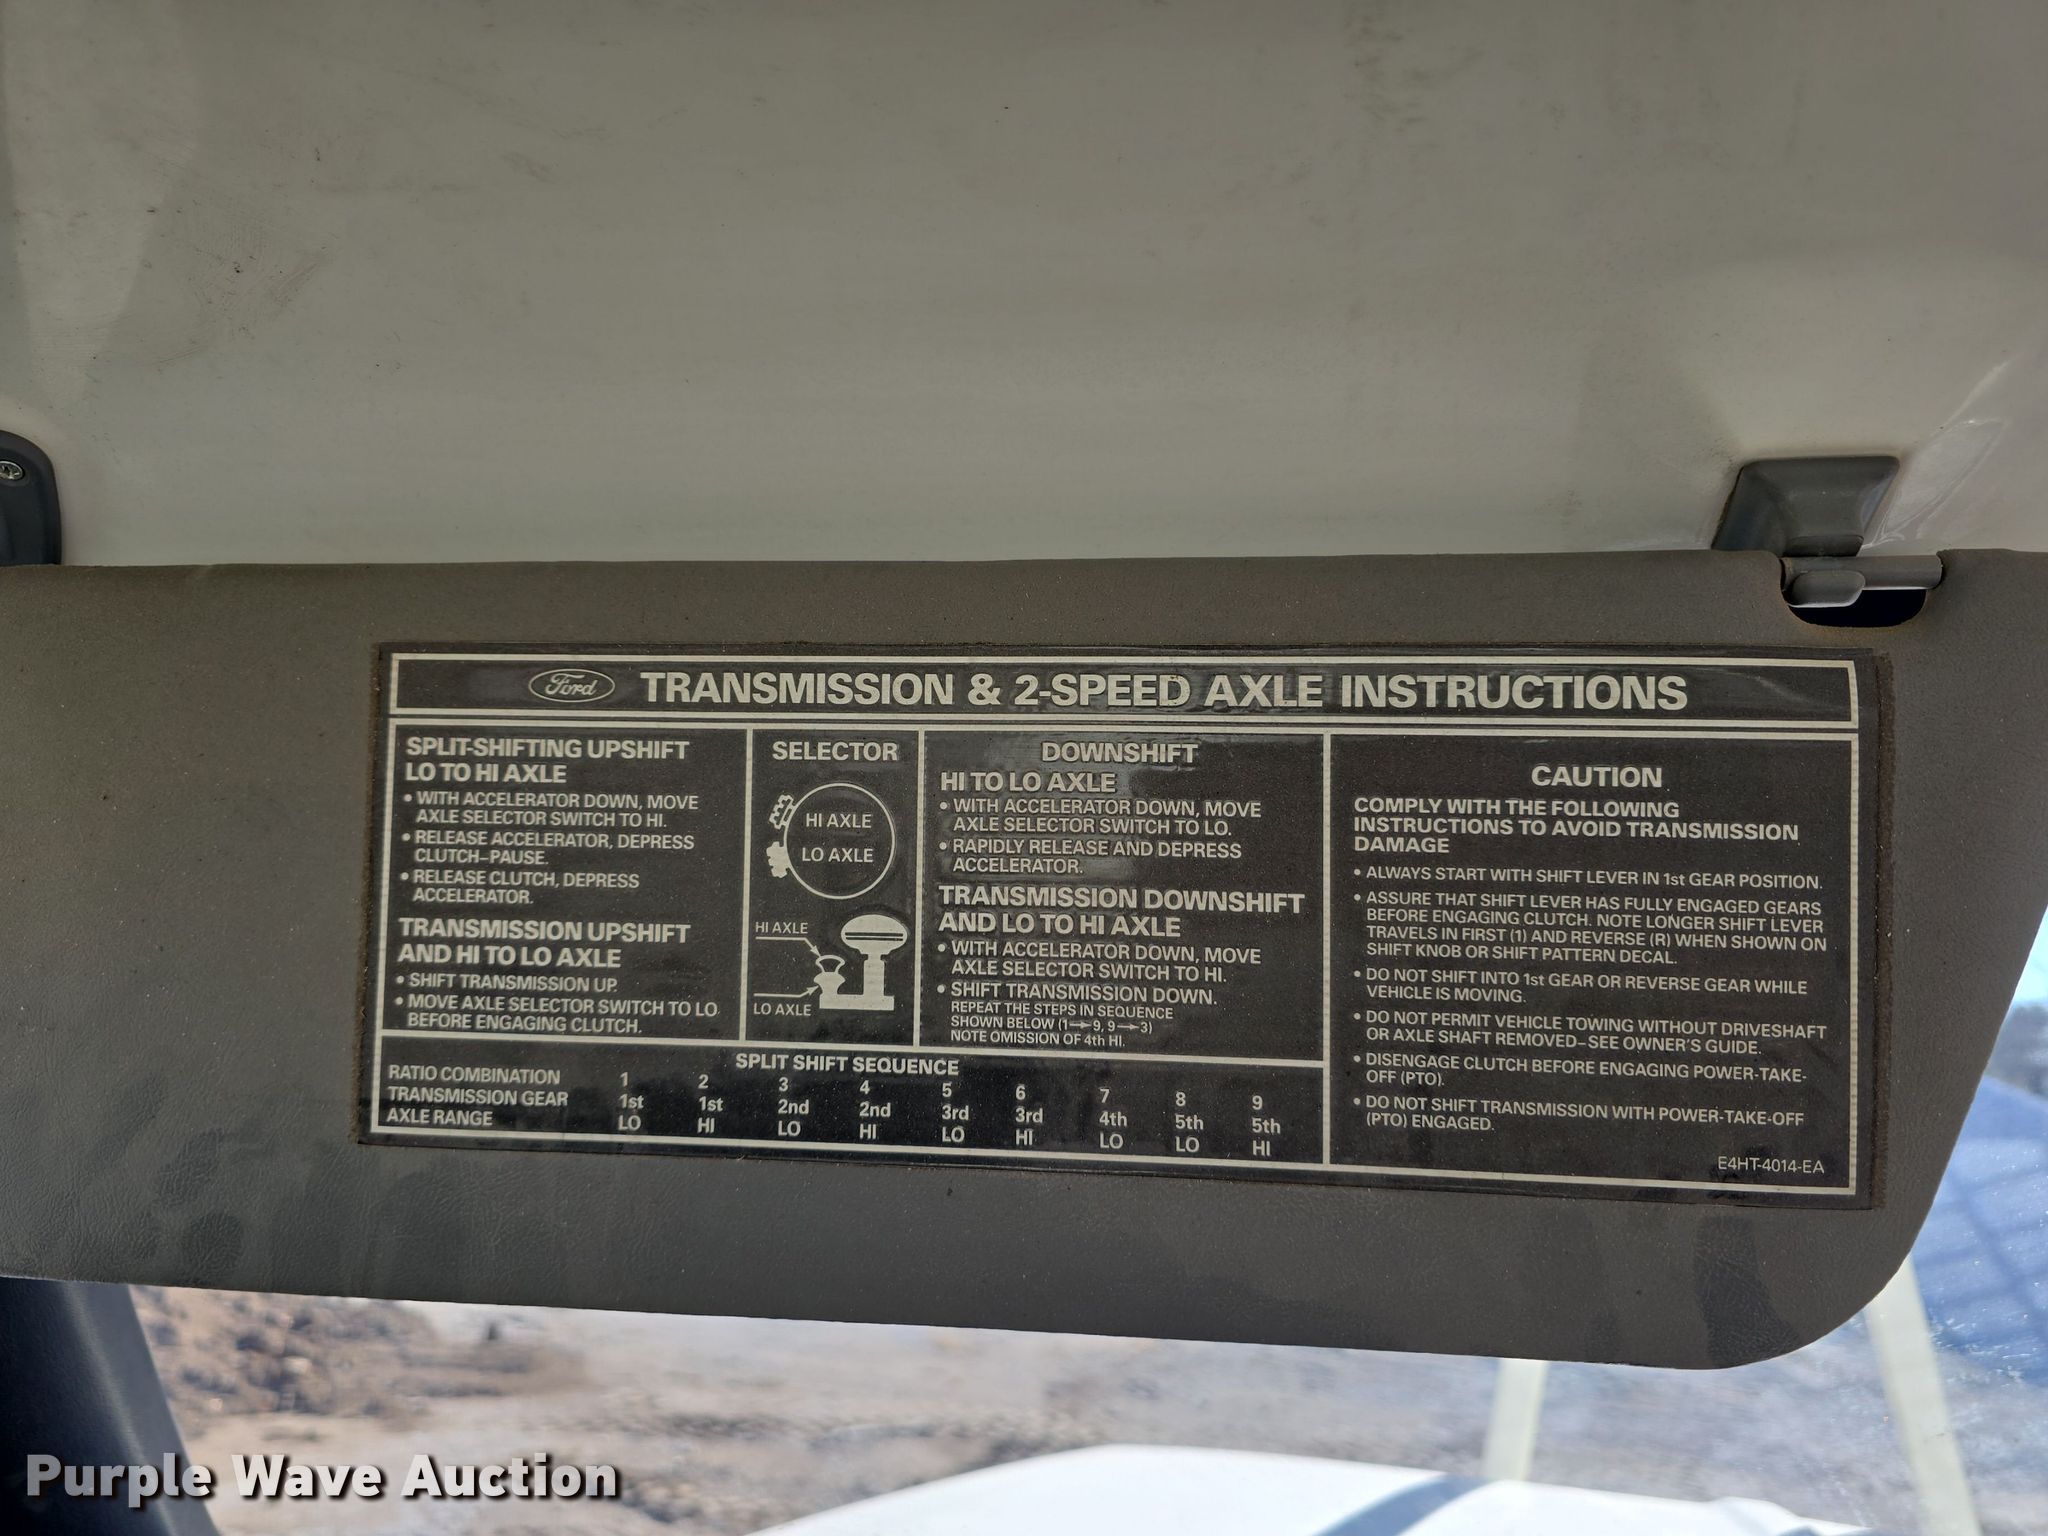 Ford TRANSMISSION & 2-SPEED AXLE INSTRUCTIONS
SPLIT-SHIFTING UPSHIFT
LO TO HI AXLE
• WITH ACCELERATOR DOWN, MOVE
AXLE SELECTOR SWITCH TO HI.
• RELEASE ACCELERATOR, DEPRESS
CLUTCH–PAUSE.
• RELEASE CLUTCH, DEPRESS
ACCELERATOR.
TRANSMISSION UPSHIFT
AND HI TO LO AXLE
• SHIFT TRANSMISSION UP.
• MOVE AXLE SELECTOR SWITCH TO LO
BEFORE ENGAGING CLUTCH.
SELECTOR
HI AXLE
LO AXLE
HI AXLE
LO AXLE
DOWNSHIFT
HI TO LO AXLE
• WITH ACCELERATOR DOWN, MOVE
AXLE SELECTOR SWITCH TO LO.
• RAPIDLY RELEASE AND DEPRESS
ACCELERATOR.
TRANSMISSION DOWNSHIFT
AND LO TO HI AXLE
• WITH ACCELERATOR DOWN, MOVE
AXLE SELECTOR SWITCH TO HI.
• SHIFT TRANSMISSION DOWN.
REPEAT THE STEPS IN SEQUENCE
SHOWN BELOW (1→9, 9→3)
NOTE OMISSION OF 4th HI.
SPLIT SHIFT SEQUENCE
RATIO COMBINATION 1 2 3 4 5 6 7 8 9
TRANSMISSION GEAR 1st 1st 2nd 2nd 3rd 3rd 4th 5th 5th
AXLE RANGE LO HI LO HI LO HI LO LO HI
CAUTION
COMPLY WITH THE FOLLOWING
INSTRUCTIONS TO AVOID TRANSMISSION
DAMAGE
• ALWAYS START WITH SHIFT LEVER IN 1st GEAR POSITION.
• ASSURE THAT SHIFT LEVER HAS FULLY ENGAGED GEARS
BEFORE ENGAGING CLUTCH. NOTE LONGER SHIFT LEVER
TRAVELS IN FIRST (1) AND REVERSE (R) WHEN SHOWN ON
SHIFT KNOB OR SHIFT PATTERN DECAL.
• DO NOT SHIFT INTO 1st GEAR OR REVERSE GEAR WHILE
VEHICLE IS MOVING.
• DO NOT PERMIT VEHICLE TOWING WITHOUT DRIVESHAFT
OR AXLE SHAFT REMOVED–SEE OWNER'S GUIDE.
• DISENGAGE CLUTCH BEFORE ENGAGING POWER-TAKE-
OFF (PTO).
• DO NOT SHIFT TRANSMISSION WITH POWER-TAKE-OFF
(PTO) ENGAGED.
E4HT-4014-EA
Purple Wave Auction